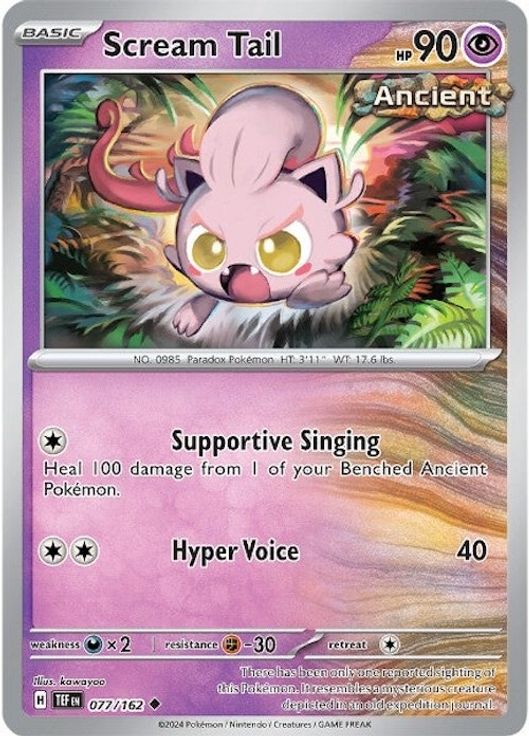 BASIC Scream Tail HP 90
Ancient
NO. 0985 Paradox Pokémon HT: 3'11" WT: 17.6 lbs.
Supportive Singing
Heal 100 damage from 1 of your Benched Ancient
Pokémon.
Hyper Voice 40
weakness ×2 resistance -30 retreat
Illus. kawayoo
There has been only one reported sighting of
this Pokémon. It resembles a mysterious creature
depicted in an old expedition journal.
H TEF EN 077/162
©2024 Pokémon / Nintendo / Creatures / GAME FREAK